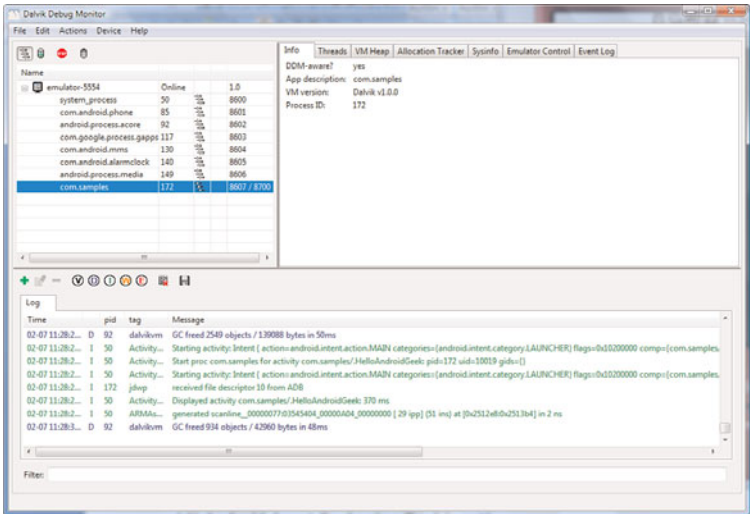 Dalvik Debug Monitor
File Edit Actions Device Help
Info Threads VM Heap Allocation Tracker Sysinfo Emulator Control Event Log
DDM-aware? yes
App description: com.samples
VM version: Dalvik v1.0.0
Process ID: 172
Name
emulator-5554 Online 1.0
system_process 50 8600
com.android.phone 85 8601
android.process.acore 92 8602
com.google.process.gapps 117 8603
com.android.mms 130 8604
com.android.alarmclock 140 8605
android.process.media 149 8606
com.samples 172 8607 / 8700
V D I W E
Log
Time pid tag Message
02-07 11:28:2... D 92 dalvikvm GC freed 2549 objects / 139088 bytes in 50ms
02-07 11:28:2... I 50 Activity... Starting activity: Intent { action=android.intent.action.MAIN categories={android.intent.category.LAUNCHER} flags=0x10200000 comp={com.samples.
02-07 11:28:2... I 50 Activity... Start proc com.samples for activity com.samples/.HelloAndroidGeek: pid=172 uid=10019 gids={}
02-07 11:28:2... I 50 Activity... Starting activity: Intent { action=android.intent.action.MAIN categories={android.intent.category.LAUNCHER} flags=0x10200000 comp={com.samples.
02-07 11:28:2... I 172 jdwp received file descriptor 10 from ADB
02-07 11:28:2... I 50 Activity... Displayed activity com.samples/.HelloAndroidGeek: 370 ms
02-07 11:28:2... I 50 ARMAs... generated scanline__00000077:03545404_00000A04_00000000 [ 29 ipp] (51 ins) at [0x2512e8:0x2513b4] in 2 ns
02-07 11:28:3... D 92 dalvikvm GC freed 934 objects / 42960 bytes in 48ms
Filter: